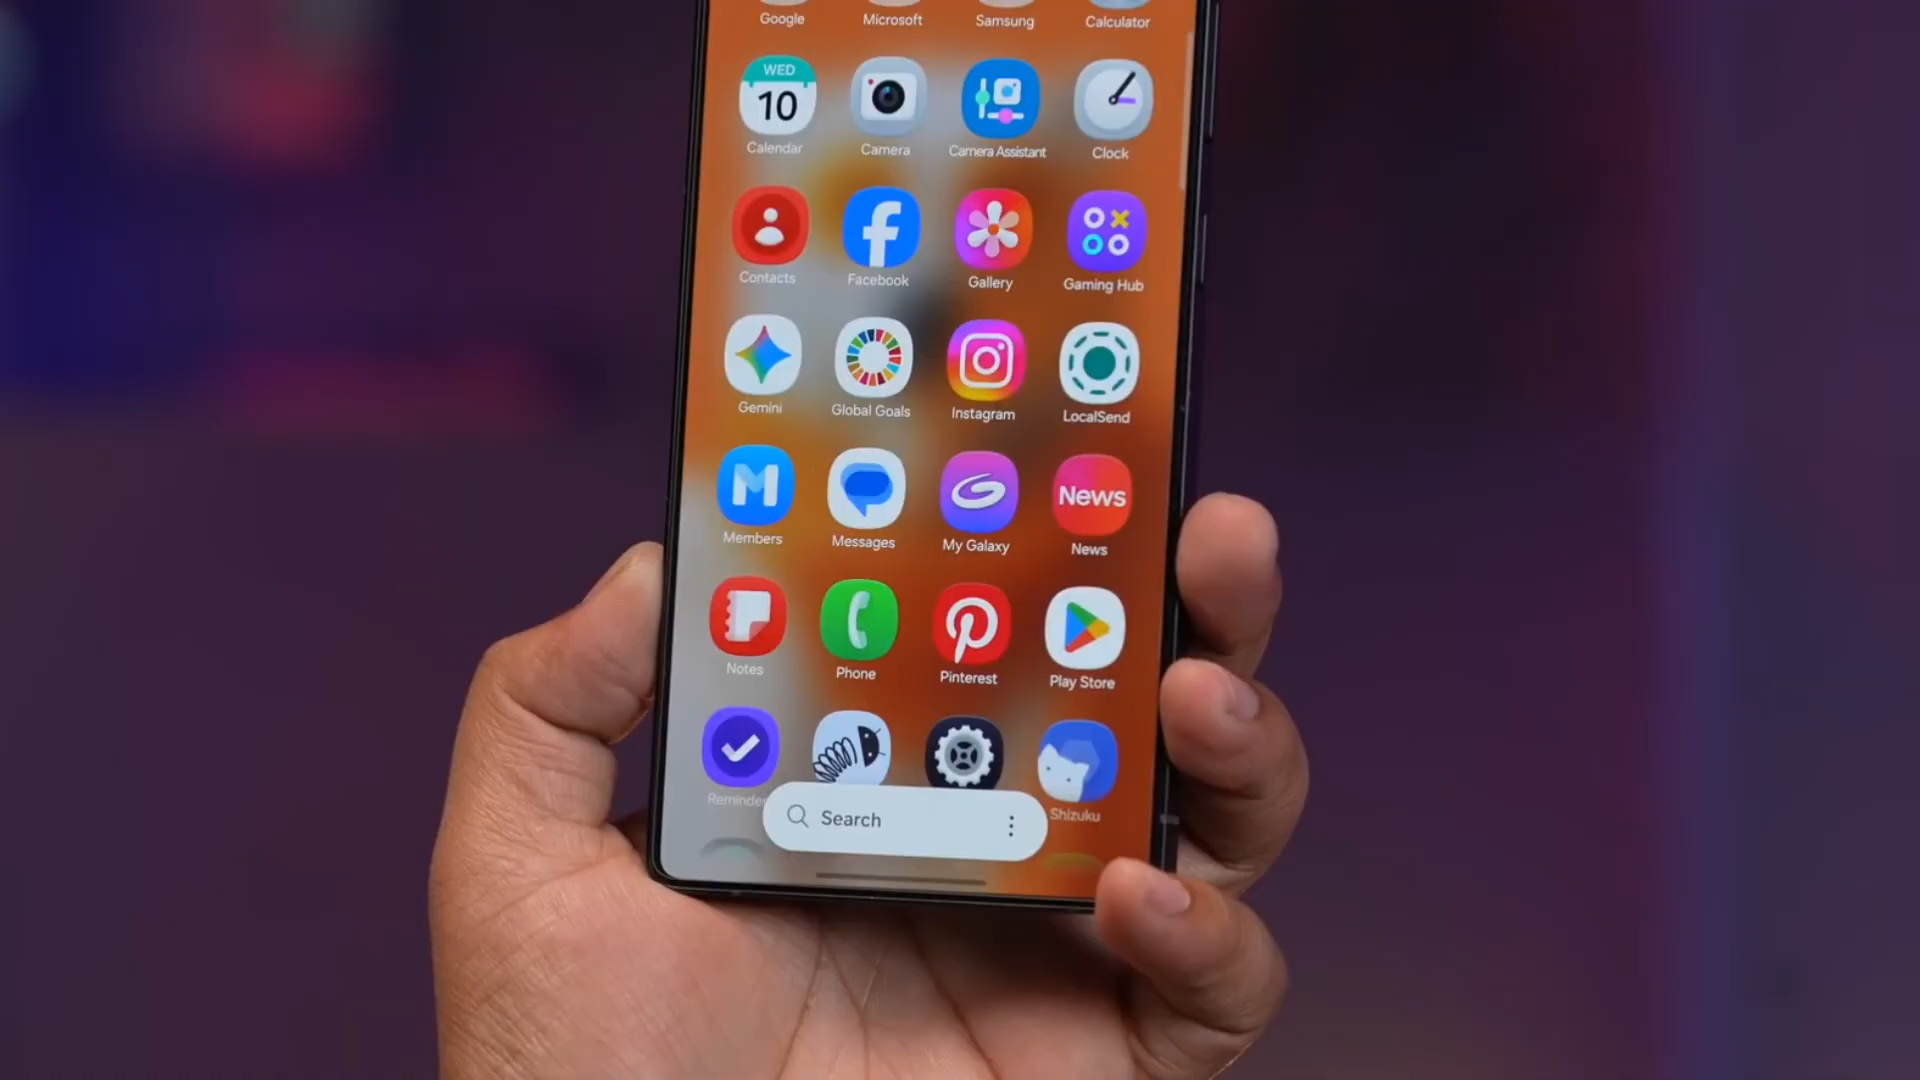 Google Microsoft Samsung Calculator
WED
10
Calendar Camera Camera Assistant Clock
Contacts Facebook Gallery Gaming Hub
Gemini Global Goals Instagram LocalSend
News
Members Messages My Galaxy News
Notes Phone Pinterest Play Store
Reminder Shizuku
Search